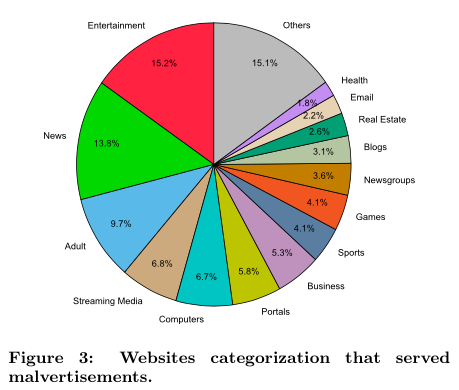 Entertainment
Others
15.2%
15.1%
Health
1.8%
Email
2.2%
Real Estate
2.6%
News
13.8%
Blogs
3.1%
Newsgroups
3.6%
Games
4.1%
Adult
9.7%
Sports
4.1%
Streaming Media
6.8%
Computers
6.7%
Portals
5.8%
Business
5.3%
Figure 3: Websites categorization that served
malvertisements.